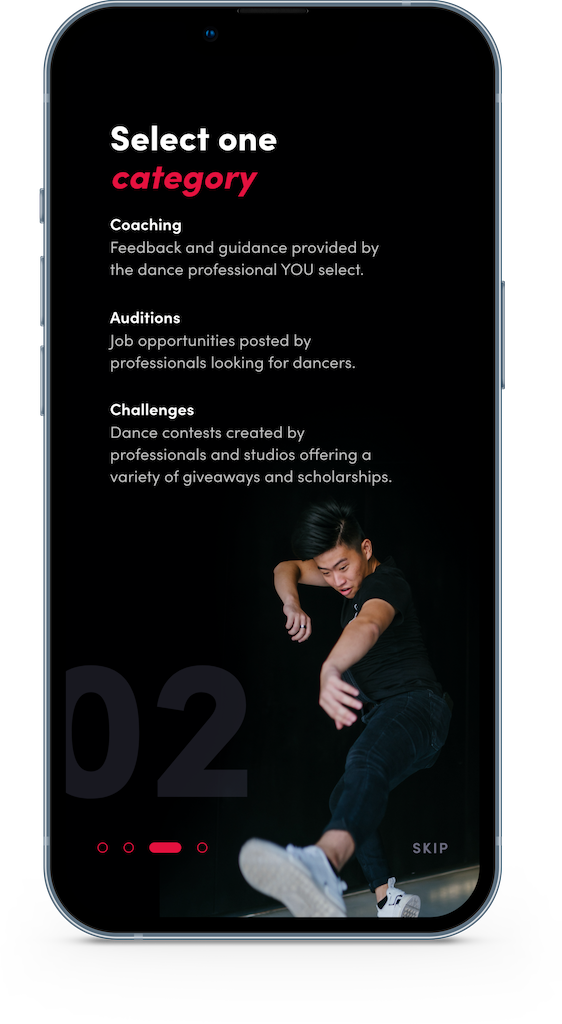 Select one
category
Coaching
Feedback and guidance provided by
the dance professional YOU select.
Auditions
Job opportunities posted by
professionals looking for dancers.
Challenges
Dance contests created by
professionals and studios offering a
variety of giveaways and scholarships.
02
SKIP